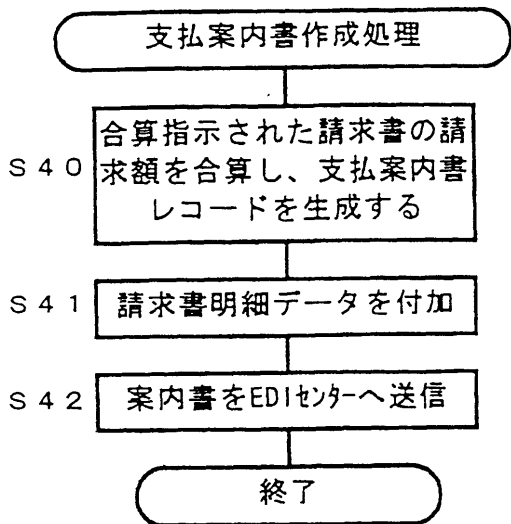 支払案内書作成処理
合算指示された請求書の請
S40 求額を合算し、支払案内書
レコードを生成する
S41 請求書明細データを付加
S42 案内書をEDIセンターへ送信
終了